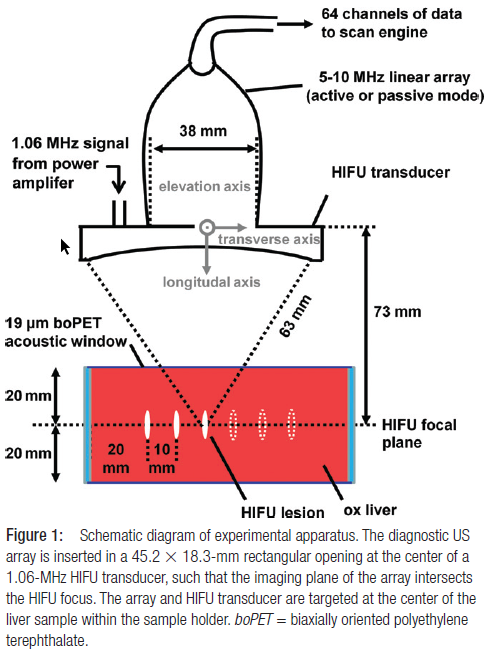 64 channels of data
to scan engine
5-10 MHz linear array
(active or passive mode)
38 mm
1.06 MHz signal
from power
amplifer
elevation axis
HIFU transducer
transverse axis
longitudal axis
63 mm
73 mm
19 µm boPET
acoustic window
20 mm
20 mm
20
mm
10
mm
HIFU focal
plane
HIFU lesion
ox liver
Figure 1: Schematic diagram of experimental apparatus. The diagnostic US
array is inserted in a 45.2 × 18.3-mm rectangular opening at the center of a
1.06-MHz HIFU transducer, such that the imaging plane of the array intersects
the HIFU focus. The array and HIFU transducer are targeted at the center of the
liver sample within the sample holder. boPET = biaxially oriented polyethylene
terephthalate.